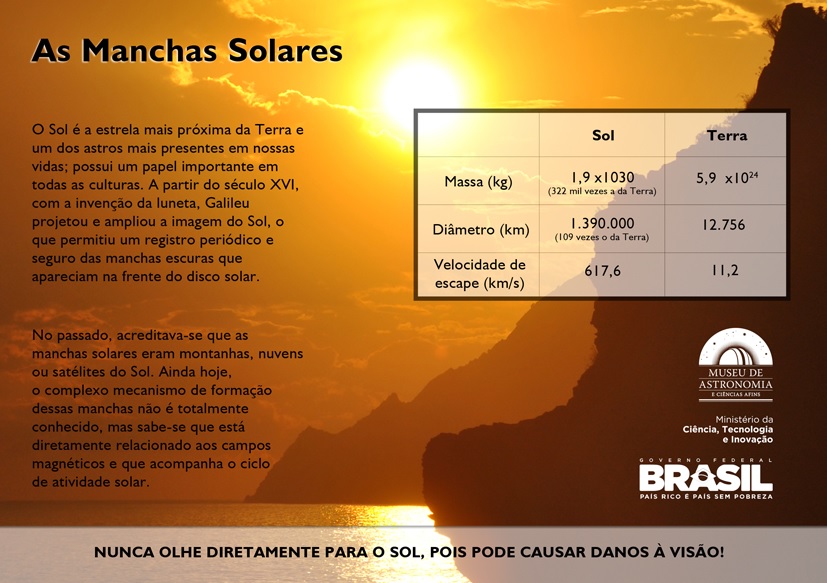 As Manchas Solares
O Sol é a estrela mais próxima da Terra e
um dos astros mais presentes em nossas
vidas; possui um papel importante em
todas as culturas. A partir do século XVI,
com a invenção da luneta, Galileu
projetou e ampliou a imagem do Sol, o
que permitiu um registro periódico e
seguro das manchas escuras que
apareciam na frente do disco solar.
No passado, acreditava-se que as
manchas solares eram montanhas, nuvens
ou satélites do Sol. Ainda hoje,
o complexo mecanismo de formação
dessas manchas não é totalmente
conhecido, mas sabe-se que está
diretamente relacionado aos campos
magnéticos e que acompanha o ciclo
de atividade solar.
Sol Terra
Massa (kg) 1,9 x1030 5,9 x10²⁴
(322 mil vezes a da Terra)
Diâmetro (km) 1.390.000 12.756
(109 vezes o da Terra)
Velocidade de
escape (km/s) 617,6 11,2
MUSEU DE
ASTRONOMIA
E CIÊNCIAS AFINS
Ministério da
Ciência, Tecnologia
e Inovação
GOVERNO FEDERAL
BRASIL
PAÍS RICO É PAÍS SEM POBREZA
NUNCA OLHE DIRETAMENTE PARA O SOL, POIS PODE CAUSAR DANOS À VISÃO!